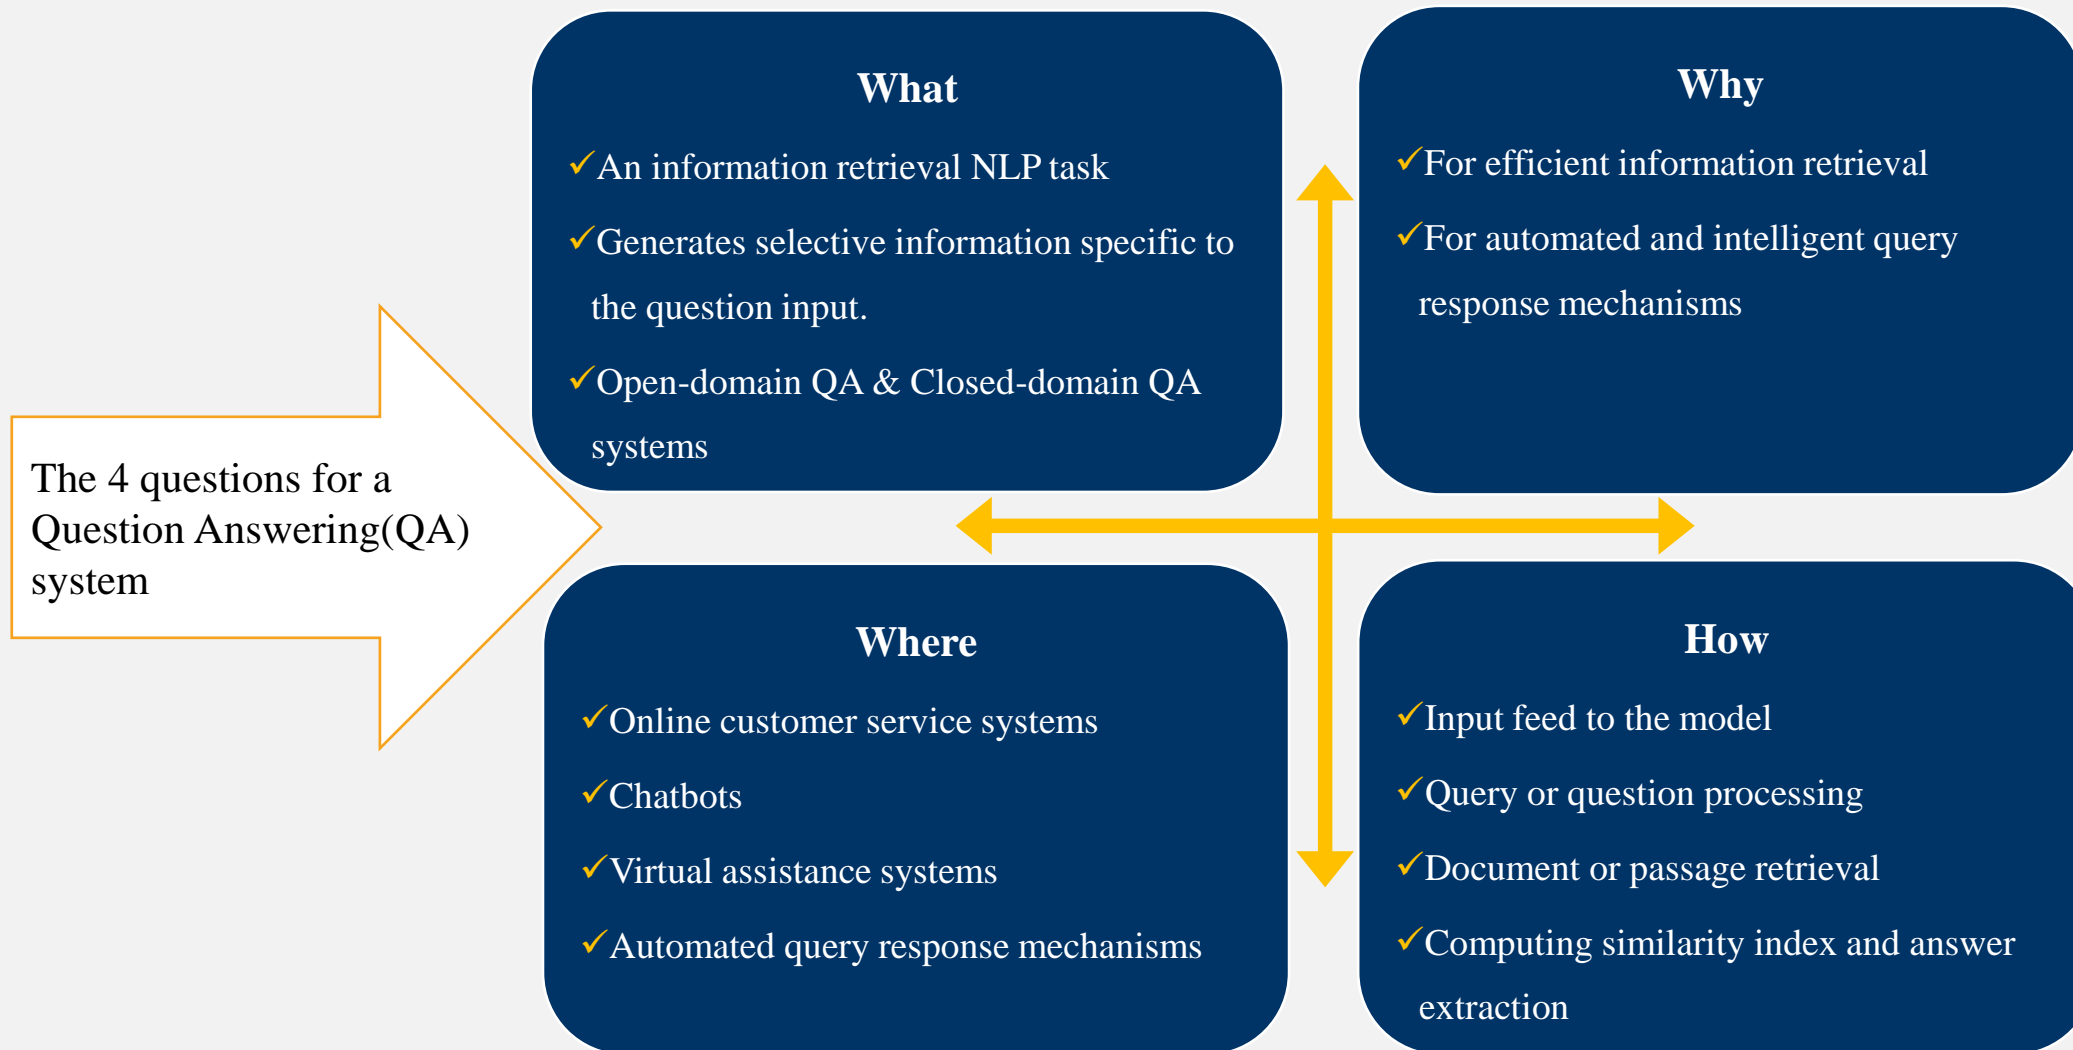 The 4 questions for a
Question Answering(QA)
system
What
✓An information retrieval NLP task
✓Generates selective information specific to
the question input.
✓Open-domain QA & Closed-domain QA
systems
Why
✓For efficient information retrieval
✓For automated and intelligent query
response mechanisms
Where
✓Online customer service systems
✓Chatbots
✓Virtual assistance systems
✓Automated query response mechanisms
How
✓Input feed to the model
✓Query or question processing
✓Document or passage retrieval
✓Computing similarity index and answer
extraction